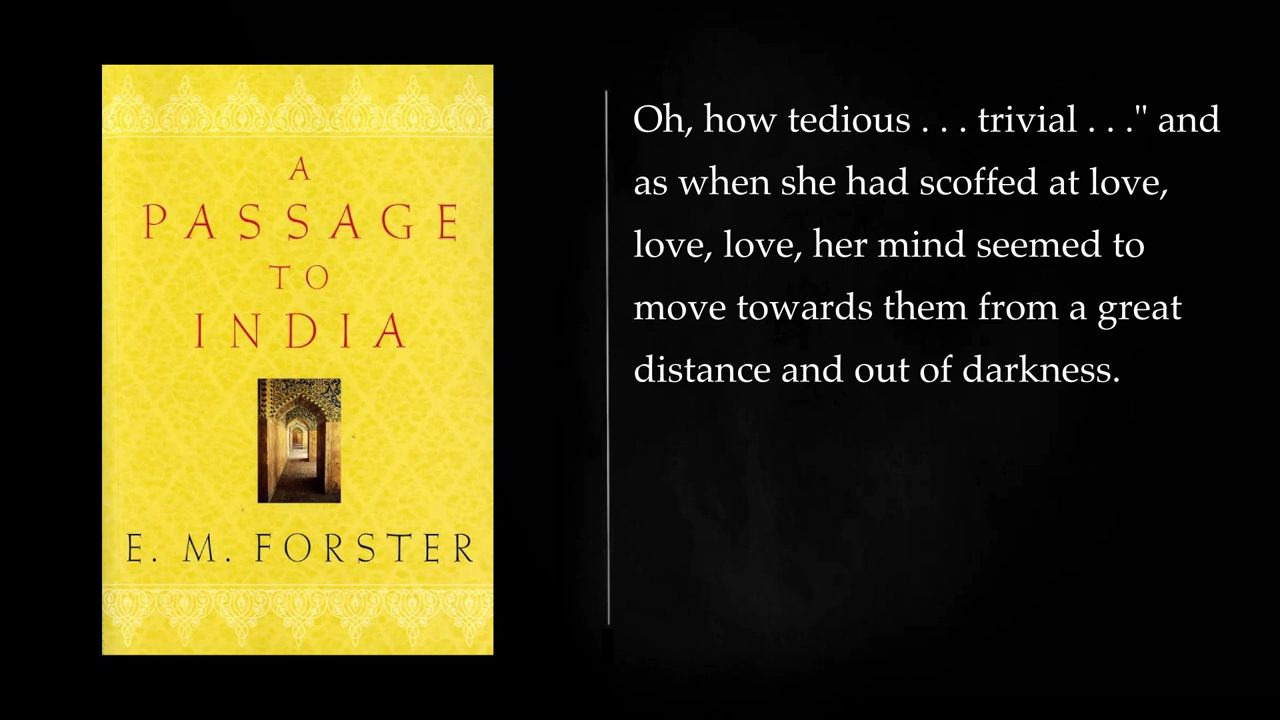 A
PASSAGE
TO
INDIA
E. M. FORSTER
Oh, how tedious . . . trivial . . ." and
as when she had scoffed at love,
love, love, her mind seemed to
move towards them from a great
distance and out of darkness.